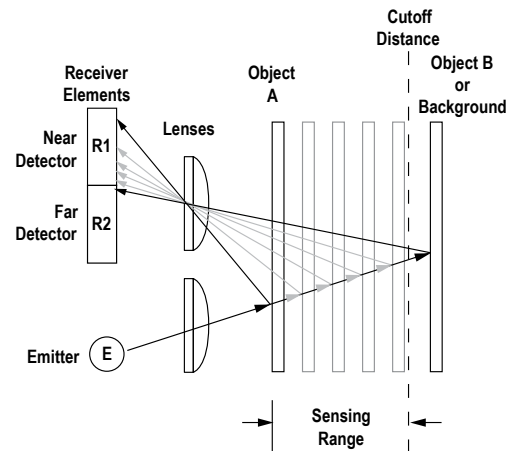 Cutoff
Distance
Receiver
Elements
Object
A
Object B
or
Background
Lenses
Near
Detector
R1
Far
Detector
R2
Emitter
E
Sensing
Range